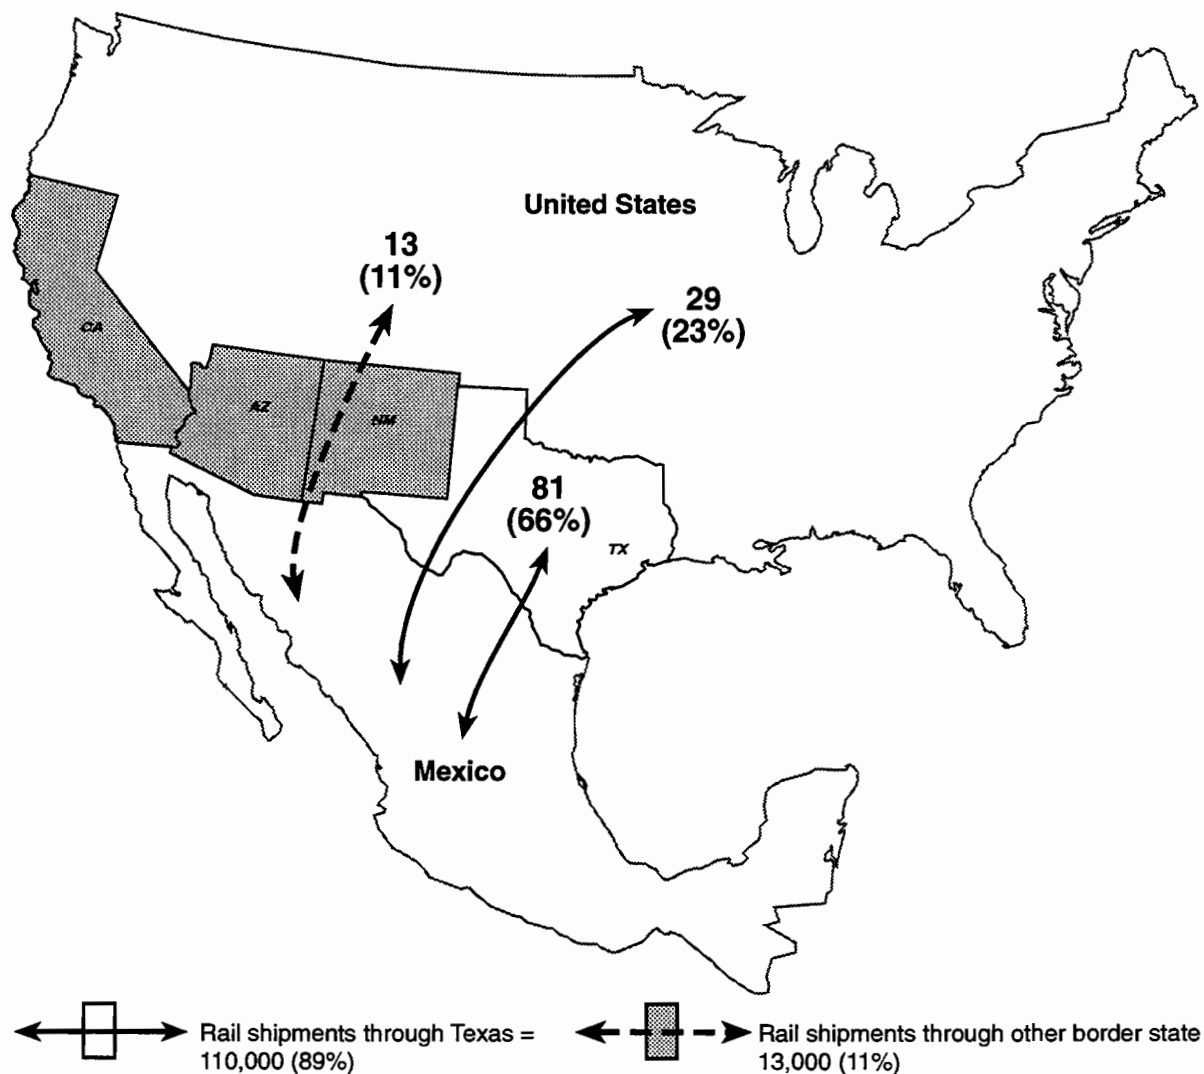 United States
13
(11%)
29
(23%)
CA
AZ
NM
81
(66%)
TX
Mexico
Rail shipments through Texas =
110,000 (89%)
Rail shipments through other border state
13,000 (11%)